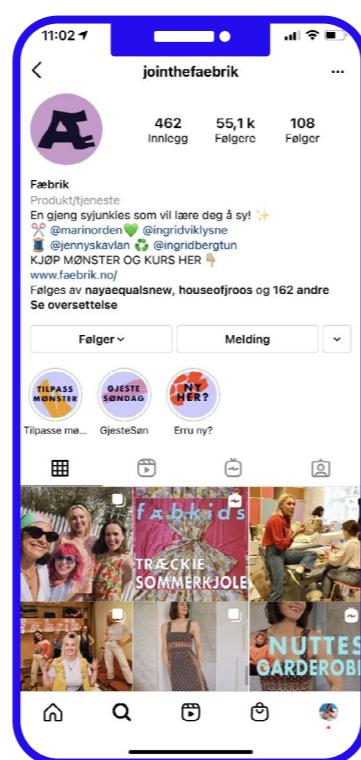 11:02
jointhefaebrik
Æ
462 55,1 k 108
Innlegg Følgere Følger
Fæbrik
Produkt/tjeneste
En gjeng syjunkies som vil lære deg å sy! ✨
✂️ @marinorden💚 @ingridviklysne
🧵 @jennyskavlan ♻️ @ingridbergtun
KJØP MØNSTER OG KURS HER 👇🏼
www.faebrik.no/
Følges av nayaequalsnew, houseofjroos og 162 andre
Se oversettelse
Følger Melding
TILPASS
MØNSTER
GJESTE
SØNDAG
NY
HER?
Tilpasse mø... GjesteSøn Erru ny?
fæbkids
TRÆCKIE
SOMMERKJOLE
NUTTES
GARDEROBE